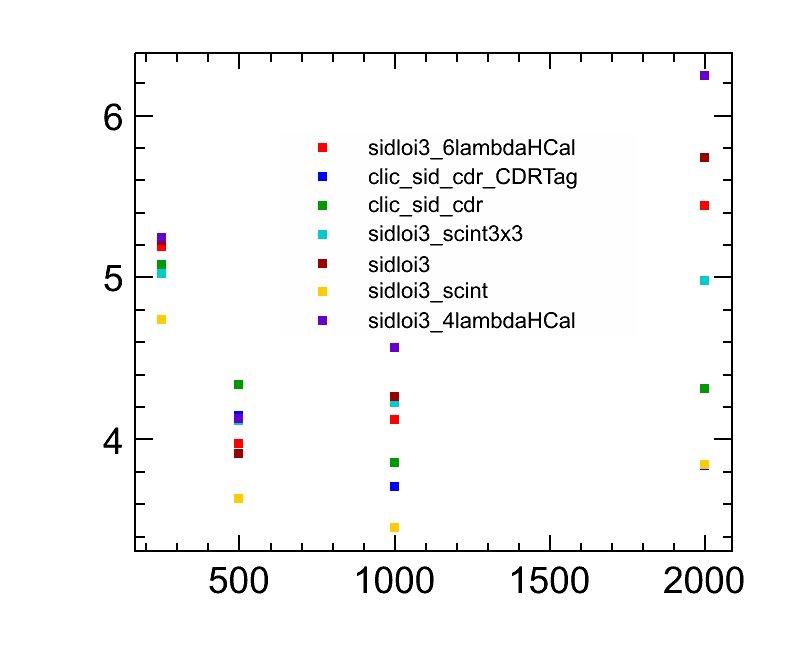 6
sidloi3_6lambdaHCal
clic_sid_cdr_CDRTag
clic_sid_cdr
sidloi3_scint3x3
sidloi3
5
sidloi3_scint
sidloi3_4lambdaHCal
4
500 1000 1500 2000